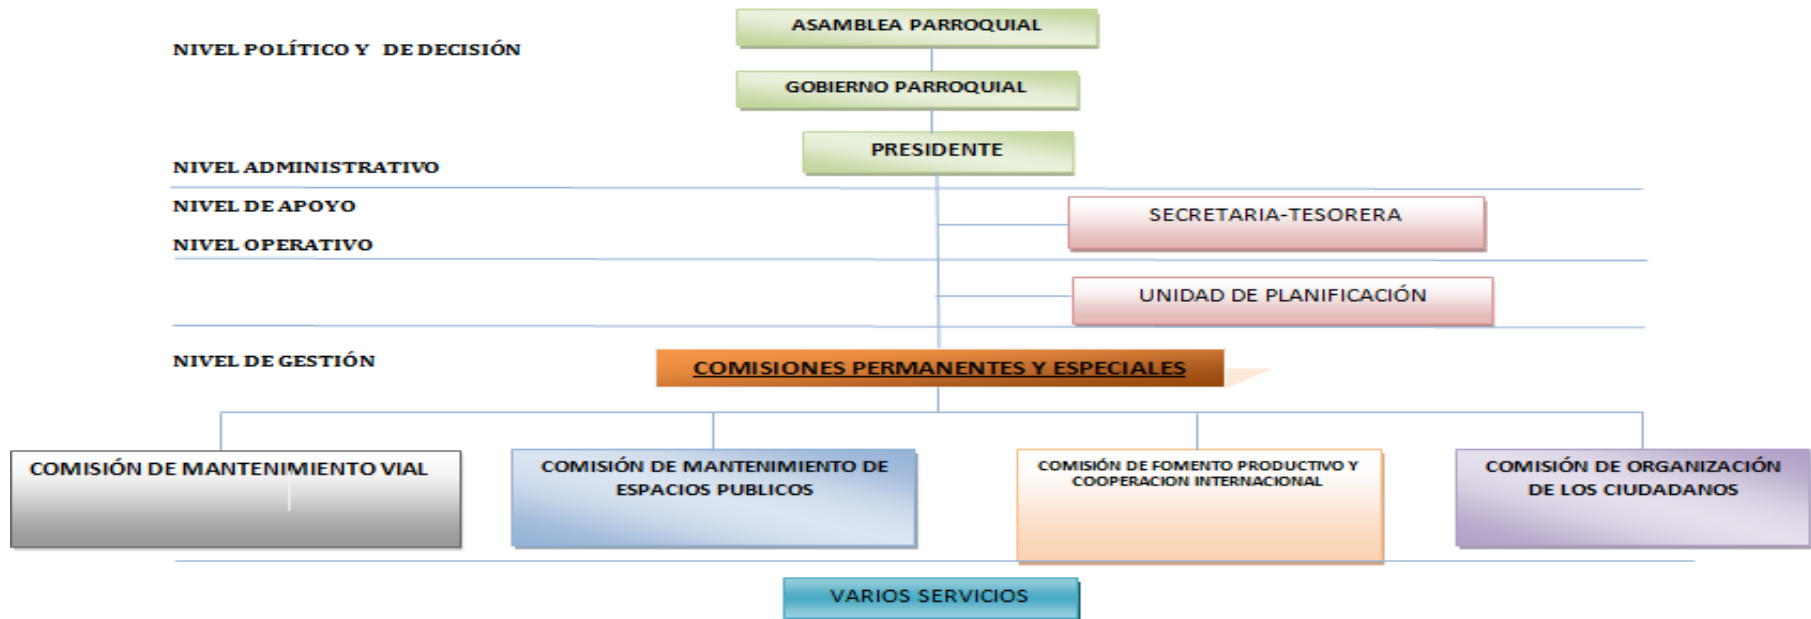 ASAMBLEA PARROQUIAL
NIVEL POLÍTICO Y DE DECISIÓN
GOBIERNO PARROQUIAL
PRESIDENTE
NIVEL ADMINISTRATIVO
NIVEL DE APOYO
SECRETARIA-TESORERA
NIVEL OPERATIVO
UNIDAD DE PLANIFICACIÓN
NIVEL DE GESTIÓN
COMISIONES PERMANENTES Y ESPECIALES
COMISIÓN DE MANTENIMIENTO VIAL
COMISIÓN DE MANTENIMIENTO DE
ESPACIOS PUBLICOS
COMISIÓN DE FOMENTO PRODUCTIVO Y
COOPERACION INTERNACIONAL
COMISIÓN DE ORGANIZACIÓN
DE LOS CIUDADANOS
VARIOS SERVICIOS